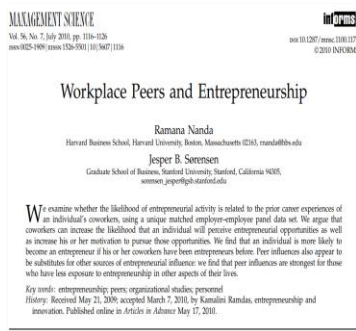 MANAGEMENT SCIENCE
Vol. 56, No. 7, July 2010, pp. 1116–1126
ISSN 0025-1909 | EISSN 1526-5501 | 10 | 5607 | 1116
informs
DOI 10.1287/mnsc.1100.117
© 2010 INFORM
Workplace Peers and Entrepreneurship
Ramana Nanda
Harvard Business School, Harvard University, Boston, Massachusetts 02163, rnanda@hbs.edu
Jesper B. Sørensen
Graduate School of Business, Stanford University, Stanford, California 94305,
sorensen_jesper@gsb.stanford.edu
We examine whether the likelihood of entrepreneurial activity is related to the prior career experiences of
an individual's coworkers, using a unique matched employer-employee panel data set. We argue that
coworkers can increase the likelihood that an individual will perceive entrepreneurial opportunities as well
as increase his or her motivation to pursue those opportunities. We find that an individual is more likely to
become an entrepreneur if his or her coworkers have been entrepreneurs before. Peer influences also appear to
be substitutes for other sources of entrepreneurial influence: we find that peer influences are strongest for those
who have less exposure to entrepreneurship in other aspects of their lives.
Key words: entrepreneurship; peers; organizational studies; personnel
History: Received May 21, 2009; accepted March 7, 2010, by Kamalini Ramdas, entrepreneurship and
innovation. Published online in Articles in Advance May 17, 2010.